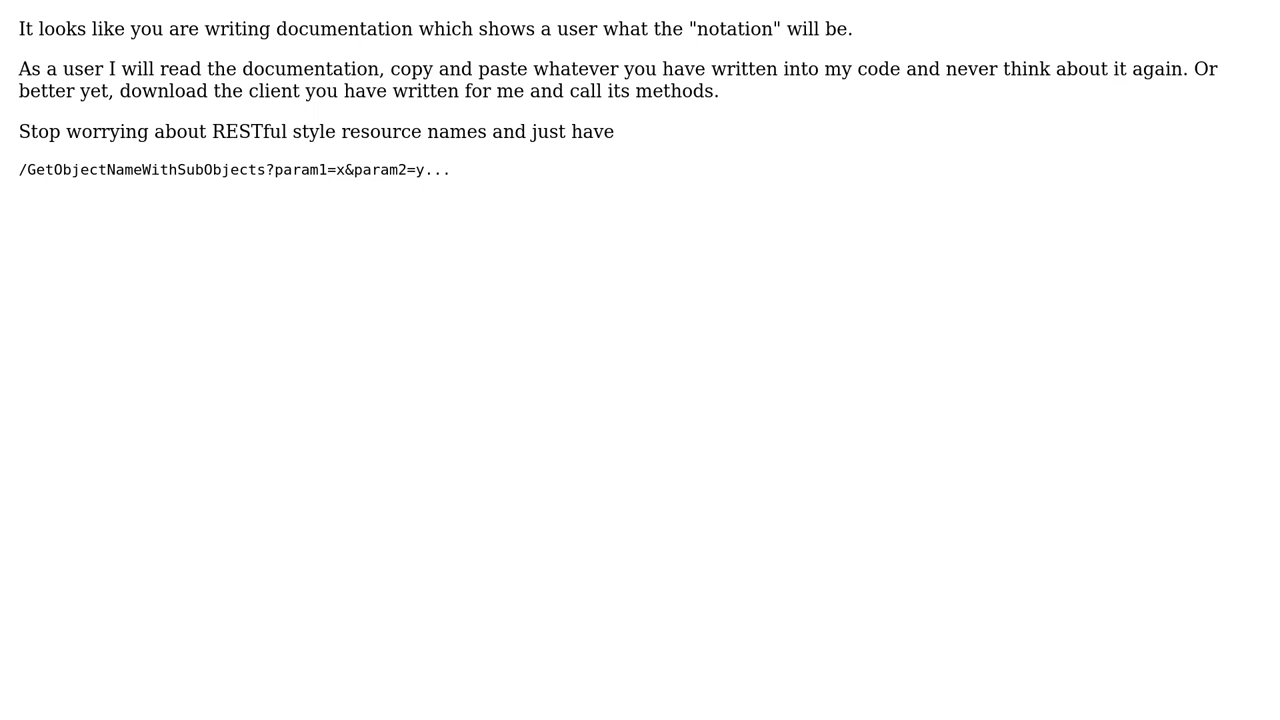 It looks like you are writing documentation which shows a user what the "notation" will be.
As a user I will read the documentation, copy and paste whatever you have written into my code and never think about it again. Or
better yet, download the client you have written for me and call its methods.
Stop worrying about RESTful style resource names and just have
/GetObjectNameWithSubObjects?param1=x&param2=y...